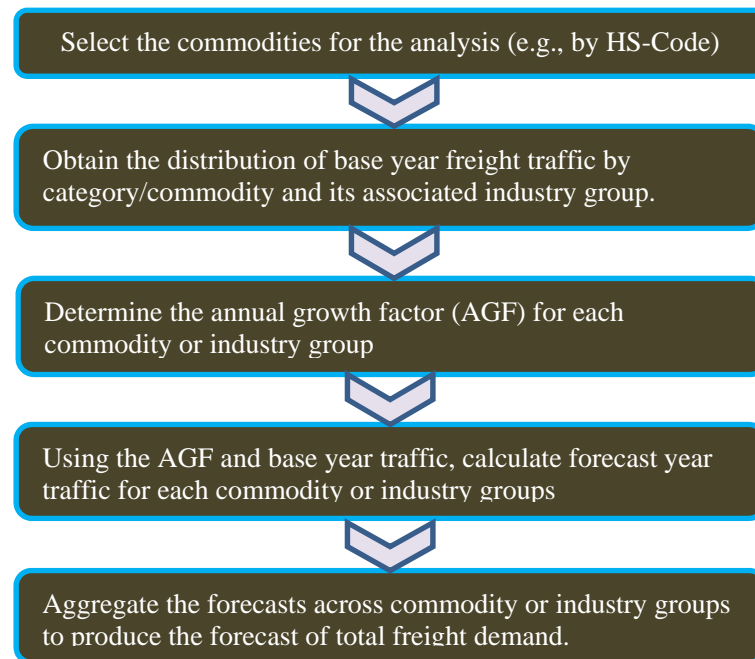 Select the commodities for the analysis (e.g., by HS-Code)
Obtain the distribution of base year freight traffic by
category/commodity and its associated industry group.
Determine the annual growth factor (AGF) for each
commodity or industry group
Using the AGF and base year traffic, calculate forecast year
traffic for each commodity or industry groups
Aggregate the forecasts across commodity or industry groups
to produce the forecast of total freight demand.